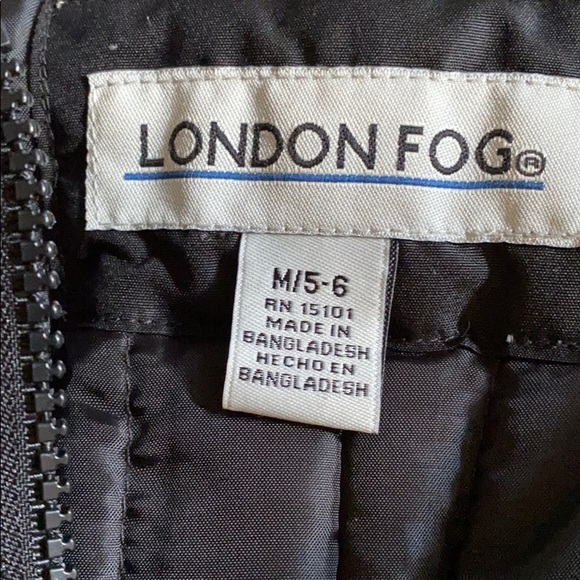 LONDON FOG®
M/5-6
RN 15101
MADE IN
BANGLADESH
HECHO EN
BANGLADESH